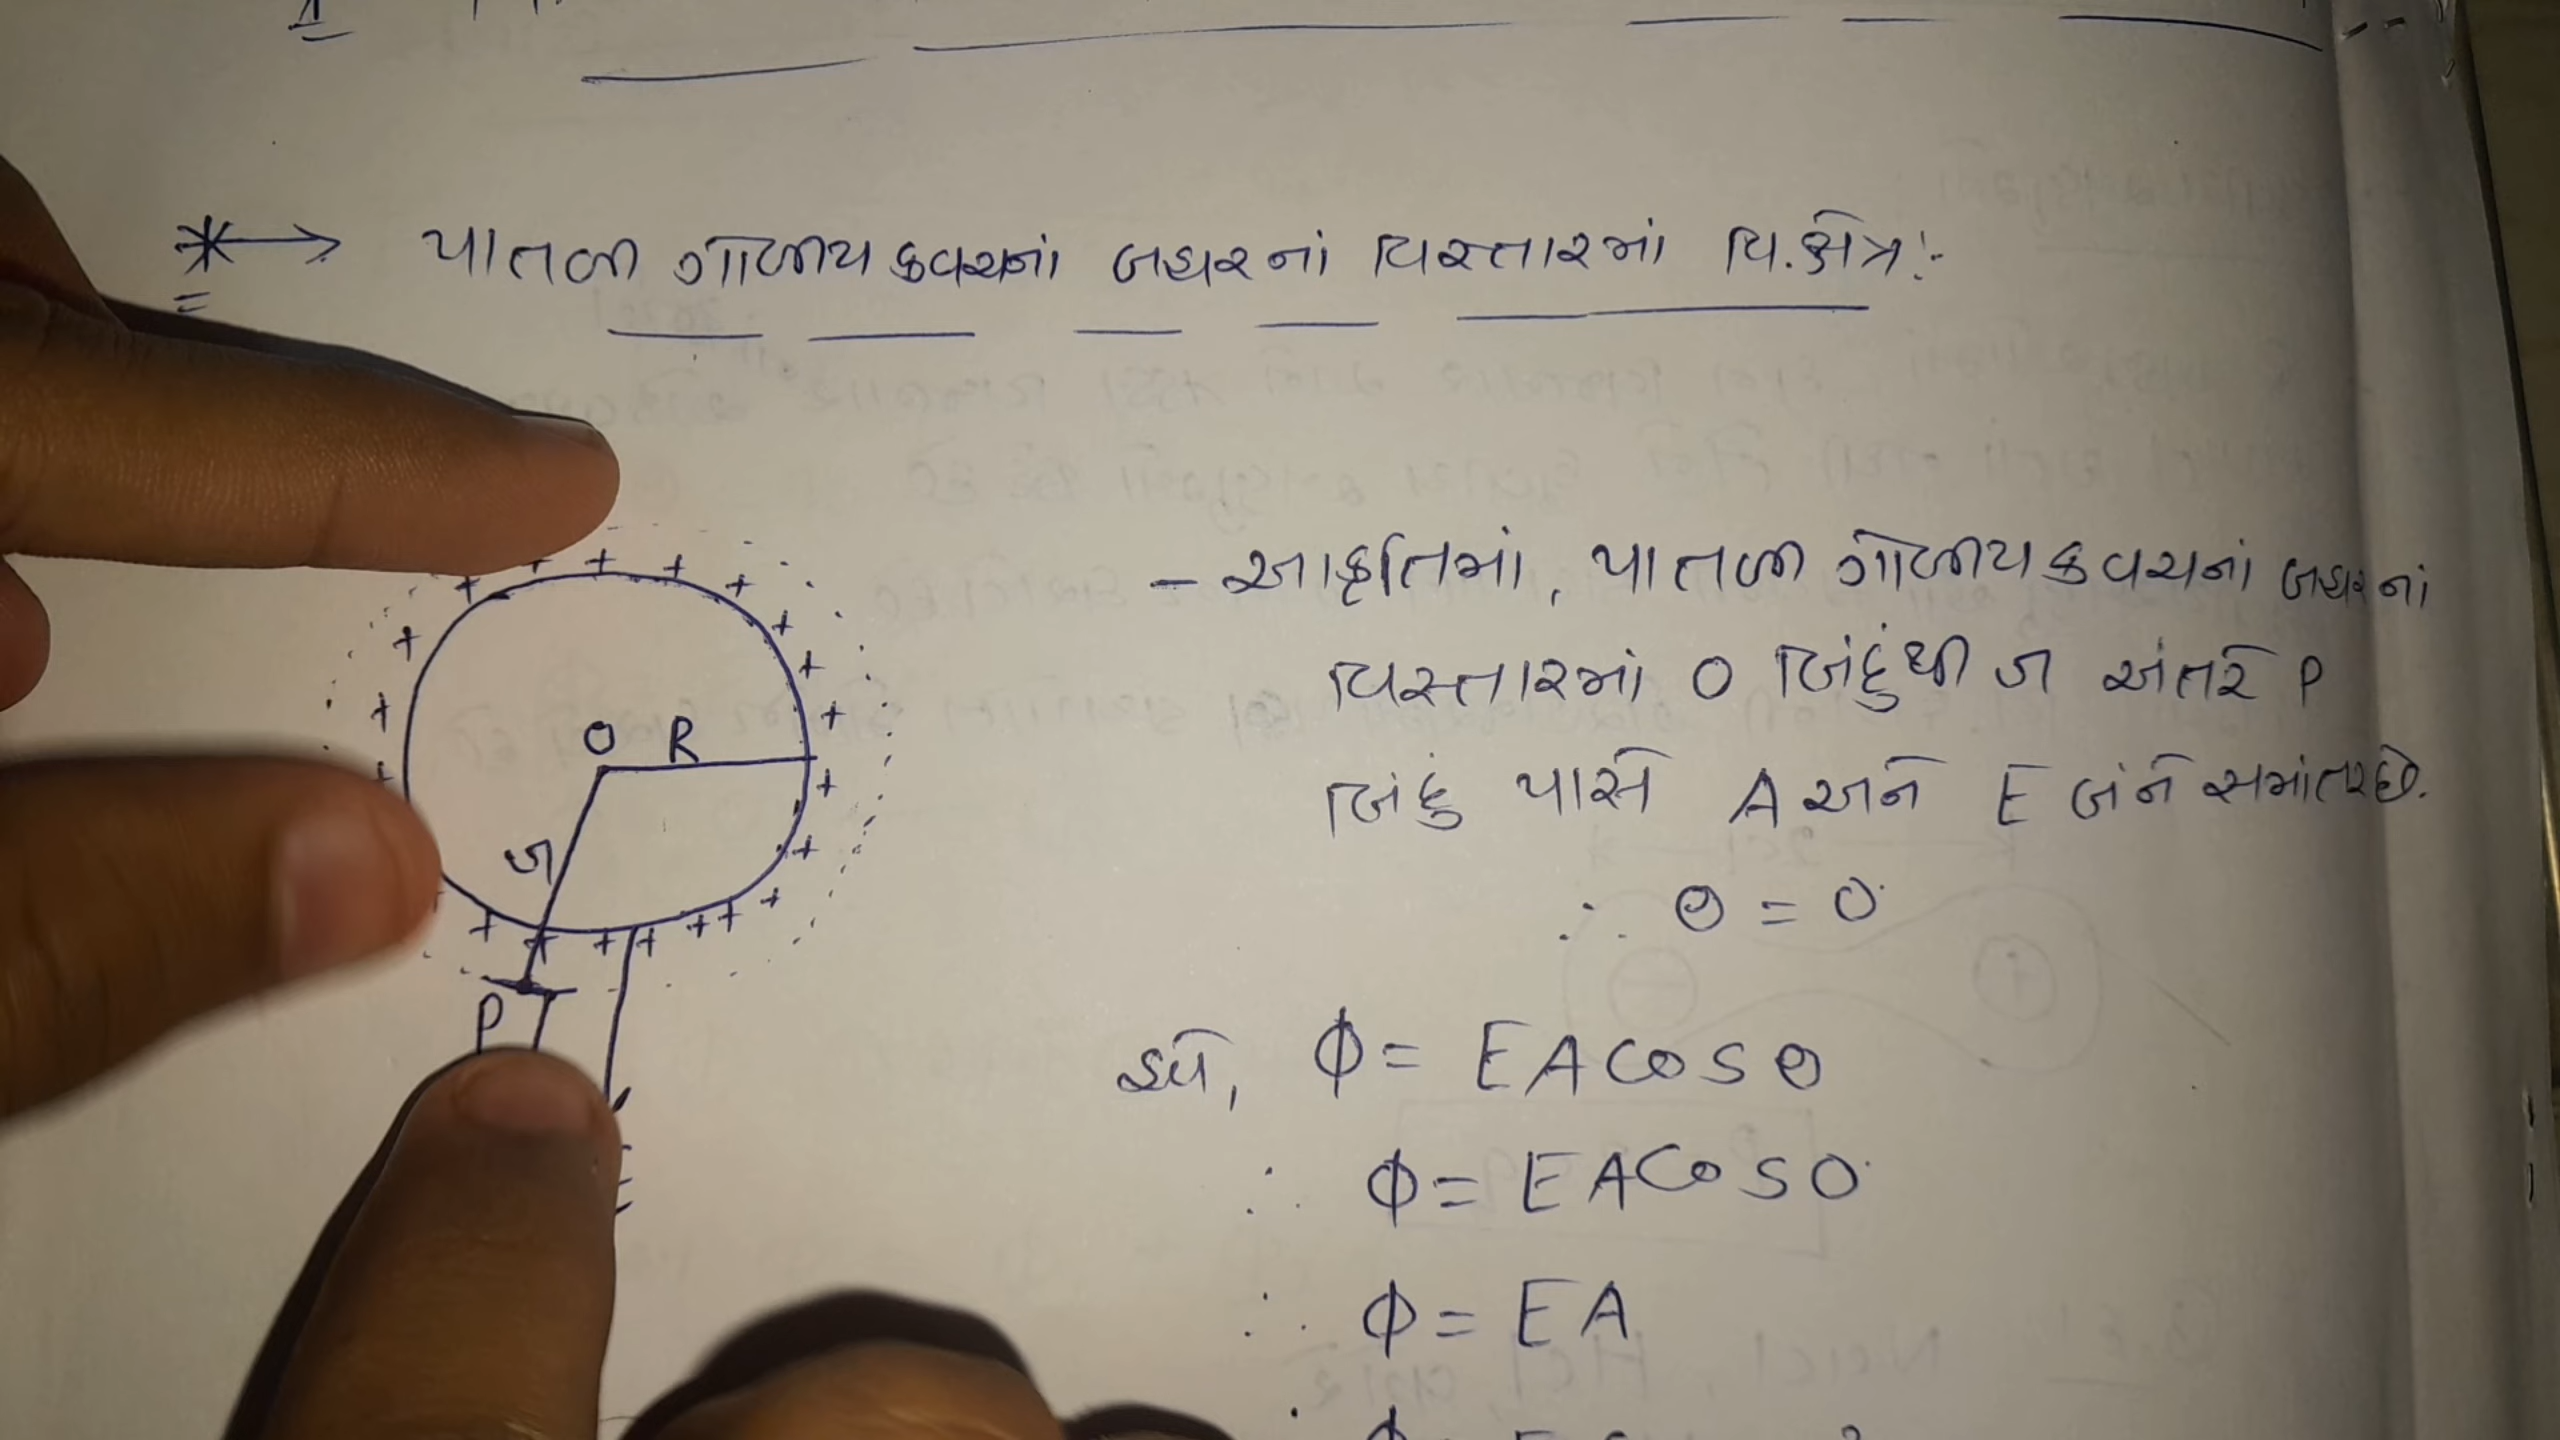 પાતળા ગોળીય કવચનાં બહારનાં વિસ્તારમાં વિ.ક્ષેત્ર:-
- આકૃતિમાં, પાતળા ગોળીય કવચનાં બહારનાં
વિસ્તારમાં O બિંદુથી r અંતરે P
બિંદુ પાસે A અને E બંને સમાંતર છે.
∴ θ = 0°
હવે, Φ = EA cos θ
∴ Φ = EA cos 0°
∴ Φ = EA
O R
r
P